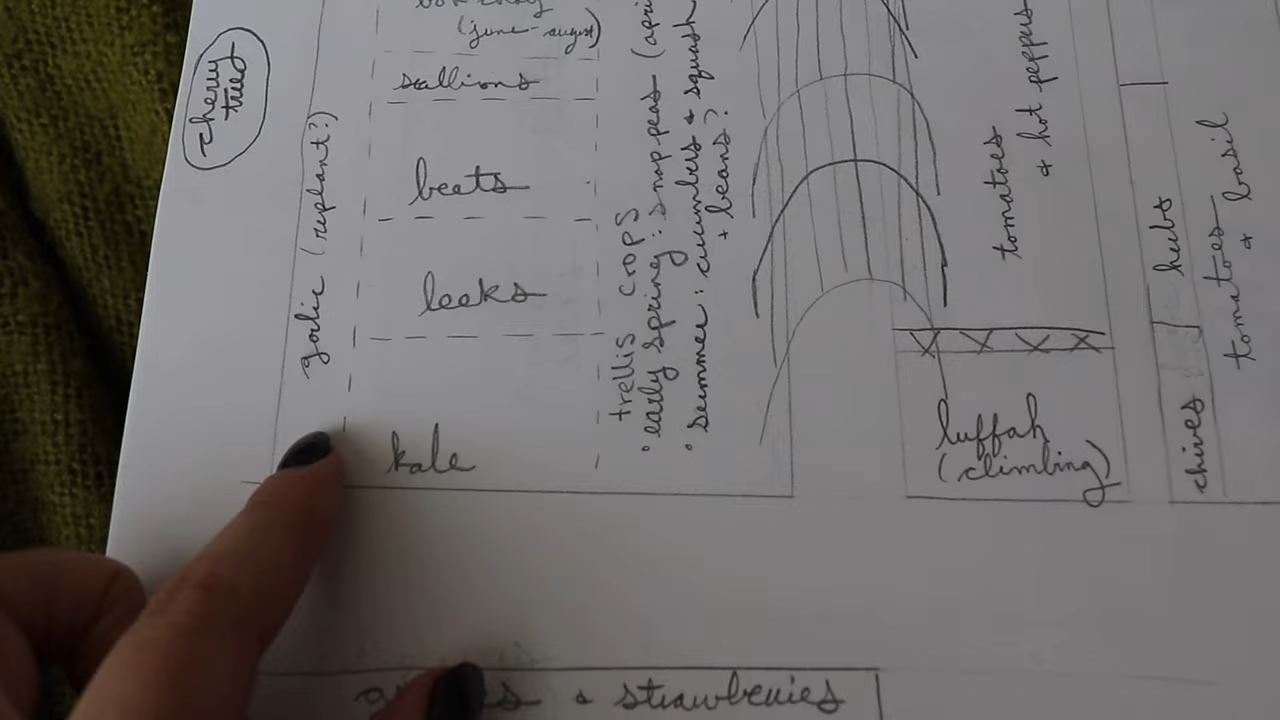 cherry
tree
garlic (replant?)
(june-august)
scallions
beets
leeks
kale
trellis crops
• early spring: snap peas (apri
• summer: cucumbers & squash
+ beans?
tomatoes
& hot peppers
luffah
(climbing)
herbs
chives
tomatoes
& basil
& strawberries